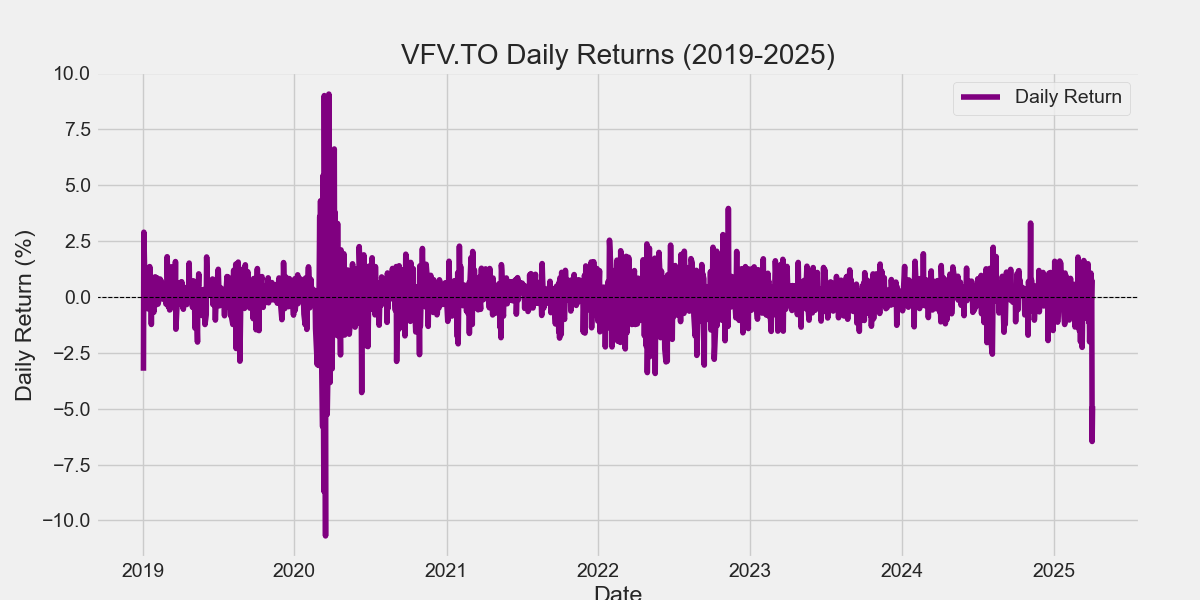 VFV.TO Daily Returns (2019-2025)
Daily Return
Daily Return (%)
10.0
7.5
5.0
2.5
0.0
−2.5
−5.0
−7.5
−10.0
2019 2020 2021 2022 2023 2024 2025
Date